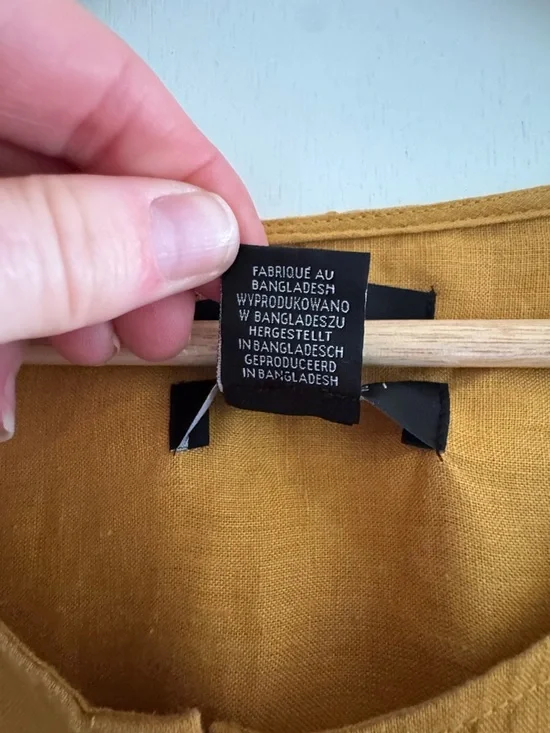 FABRIQUÉ AU
BANGLADESH
WYPRODUKOWANO
W BANGLADESZU
HERGESTELLT
IN BANGLADESCH
GEPRODUCEERD
IN BANGLADESH